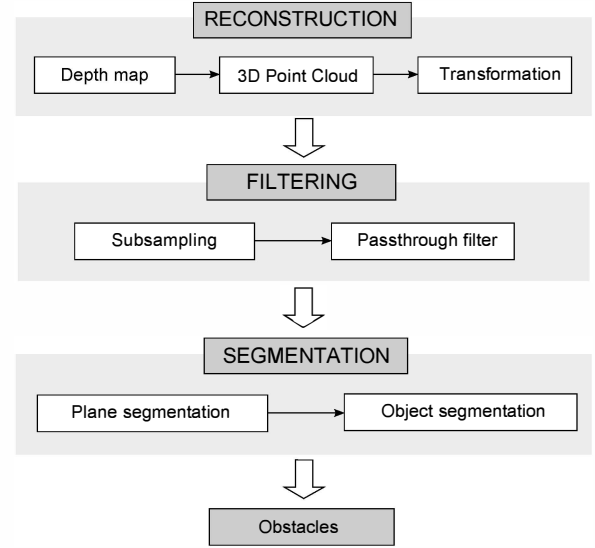 RECONSTRUCTION
Depth map
3D Point Cloud
Transformation
FILTERING
Subsampling
Passthrough filter
SEGMENTATION
Plane segmentation
Object segmentation
Obstacles